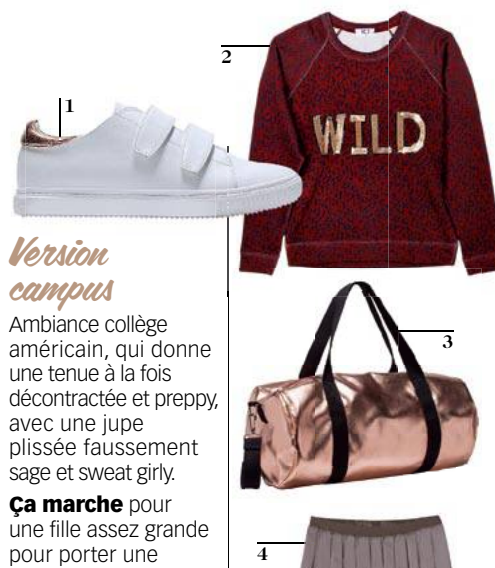 1
2
WILD
Version
campus
Ambiance collège
américain, qui donne
une tenue à la fois
décontractée et preppy,
avec une jupe
plissée faussement
sage et sweat girly.
Ça marche pour
une fille assez grande
pour porter une
3
4